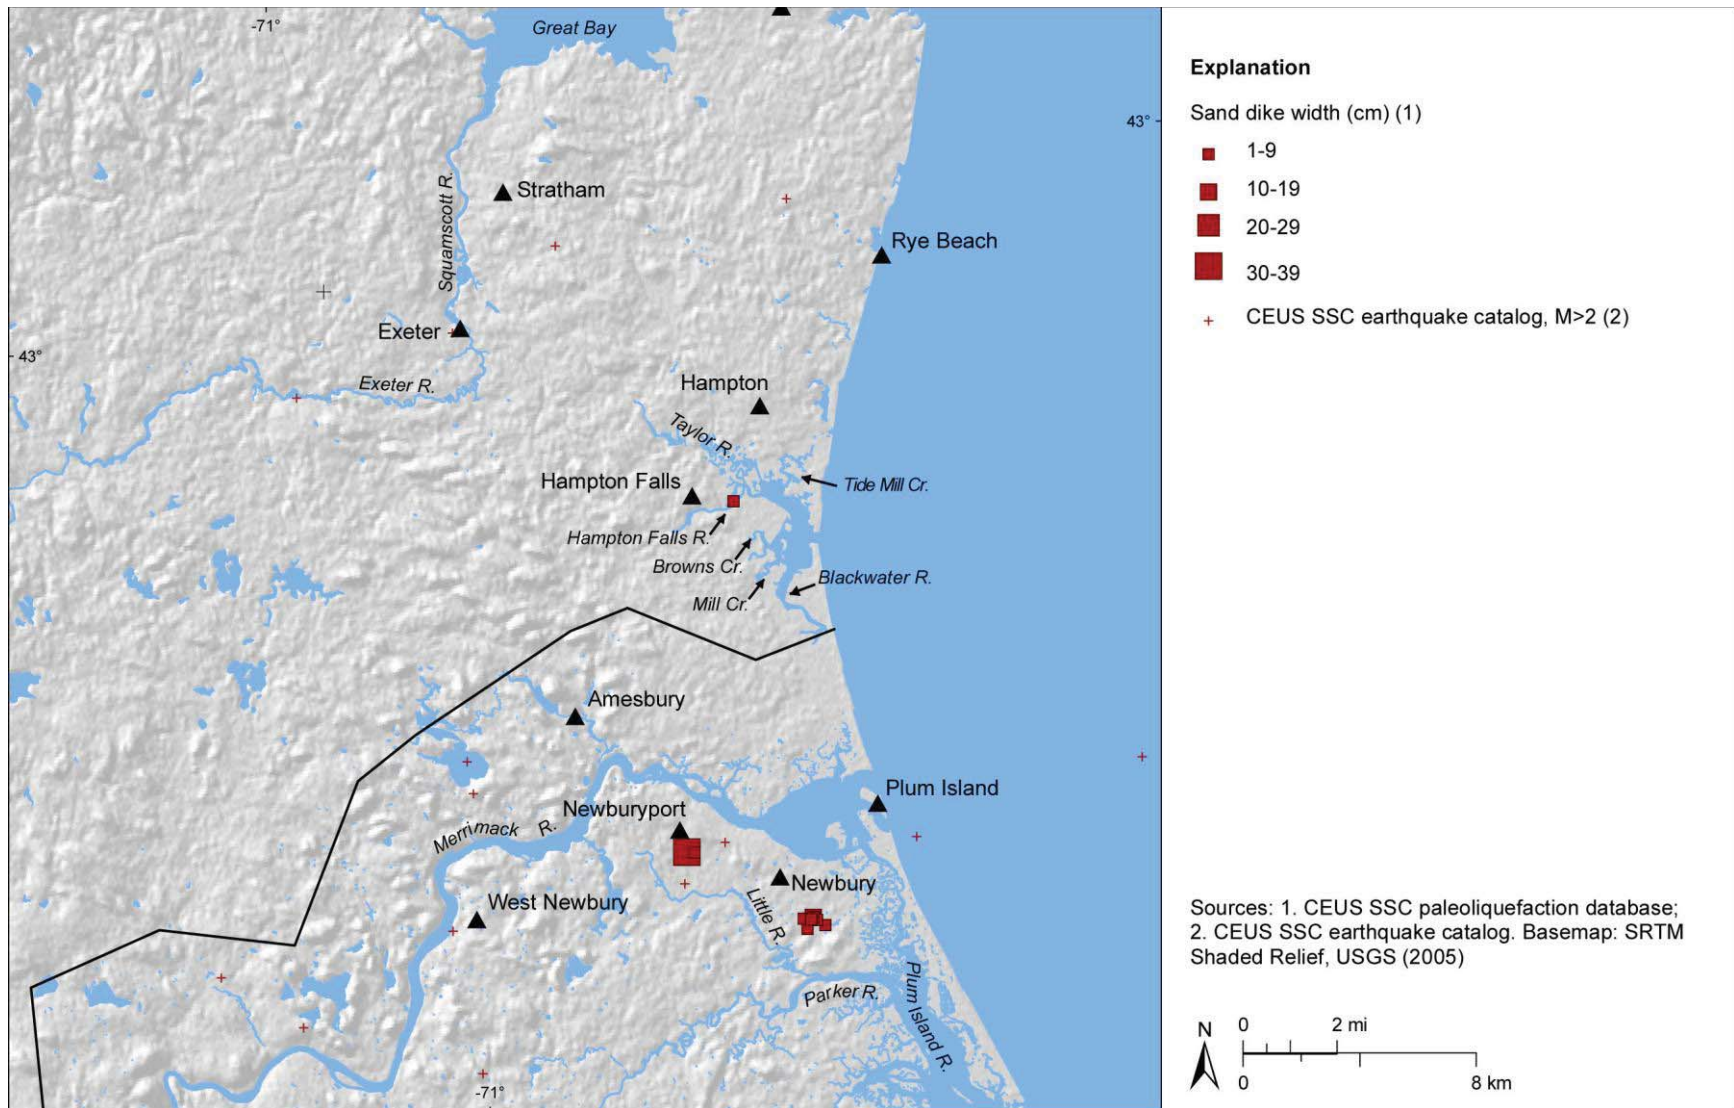 -71°
Great Bay
43°
Squamscott R.
Stratham
Rye Beach
Exeter
43°
Exeter R.
Hampton
Taylor R.
Hampton Falls
Tide Mill Cr.
Hampton Falls R.
Browns Cr.
Blackwater R.
Mill Cr.
Amesbury
Plum Island
Newburyport
Merrimack R.
Newbury
West Newbury
Little R.
Parker R.
Plum Island R.
-71°
Explanation
Sand dike width (cm) (1)
1-9
10-19
20-29
30-39
CEUS SSC earthquake catalog, M>2 (2)
Sources: 1. CEUS SSC paleoliquefaction database;
2. CEUS SSC earthquake catalog. Basemap: SRTM
Shaded Relief, USGS (2005)
N
0 2 mi
0 8 km